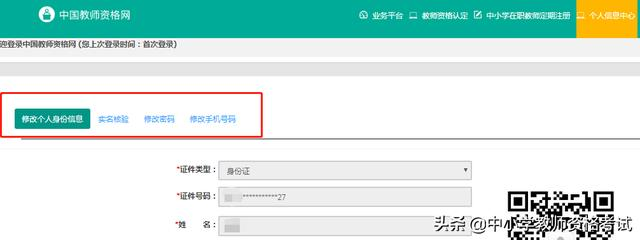 中国教师资格网 业务平台 教师资格认定 中小学在职教师定期注册 个人信息中心
迎登录中国教师资格网 (您上次登录时间：首次登录)
修改个人身份信息 实名核验 修改密码 修改手机号码
*证件类型： 身份证
*证件号码： ***********27
*姓 名：
头条 @中小学教师资格考试